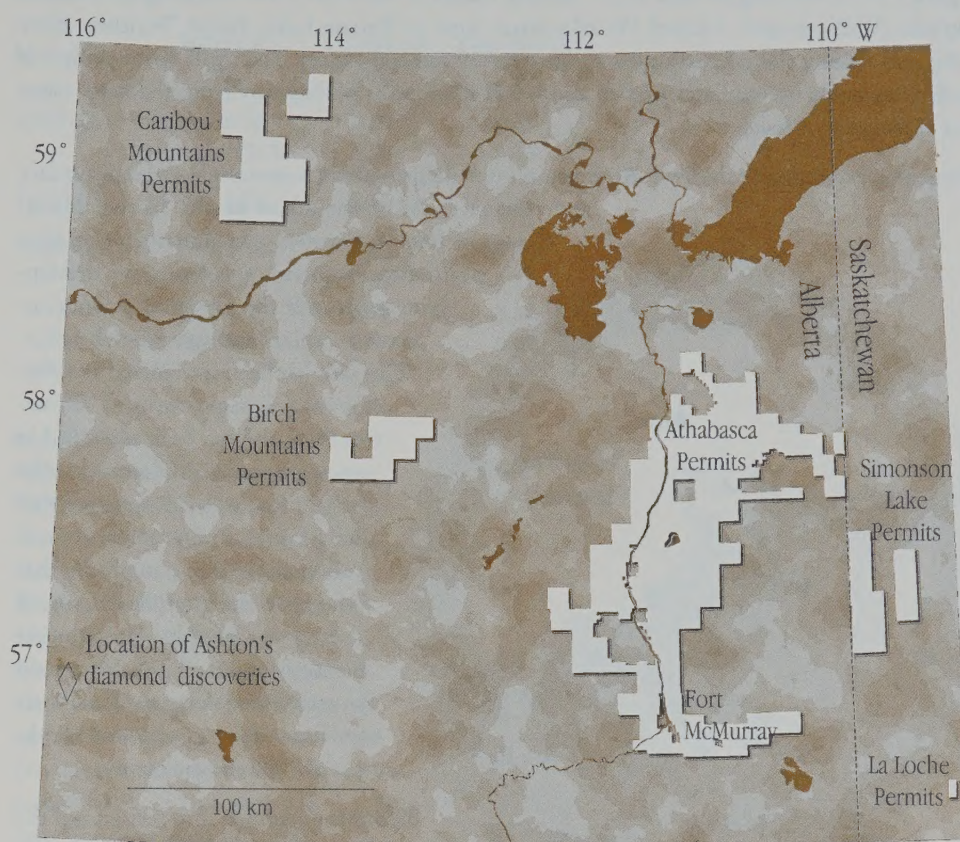 116°
114°
112°
110° W
Caribou
Mountains
Permits
59°
Saskatchewan
Alberta
58°
Birch
Mountains
Permits
Athabasca
Permits
Simonson
Lake
Permits
57°
Location of Ashton's
diamond discoveries
Fort
McMurray
La Loche
Permits
100 km